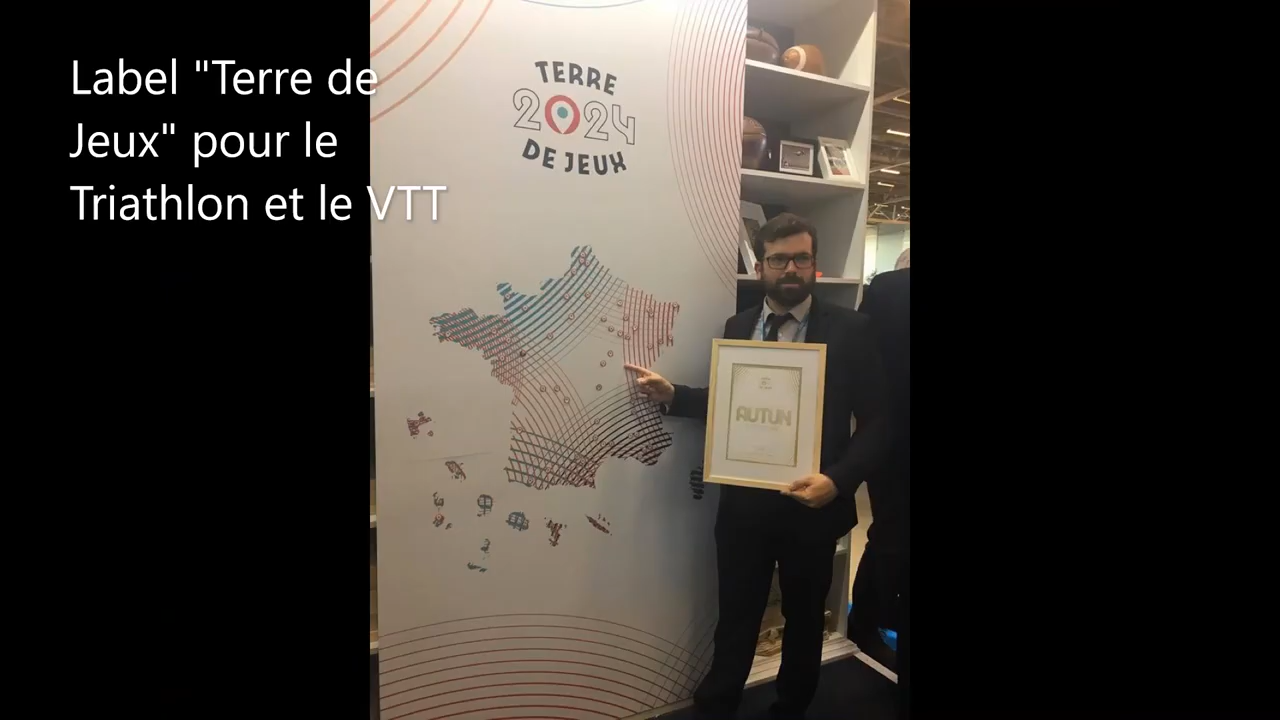 Label "Terre de
Jeux" pour le
Triathlon et le VTT
TERRE
2024
DE JEUX
AUTUN